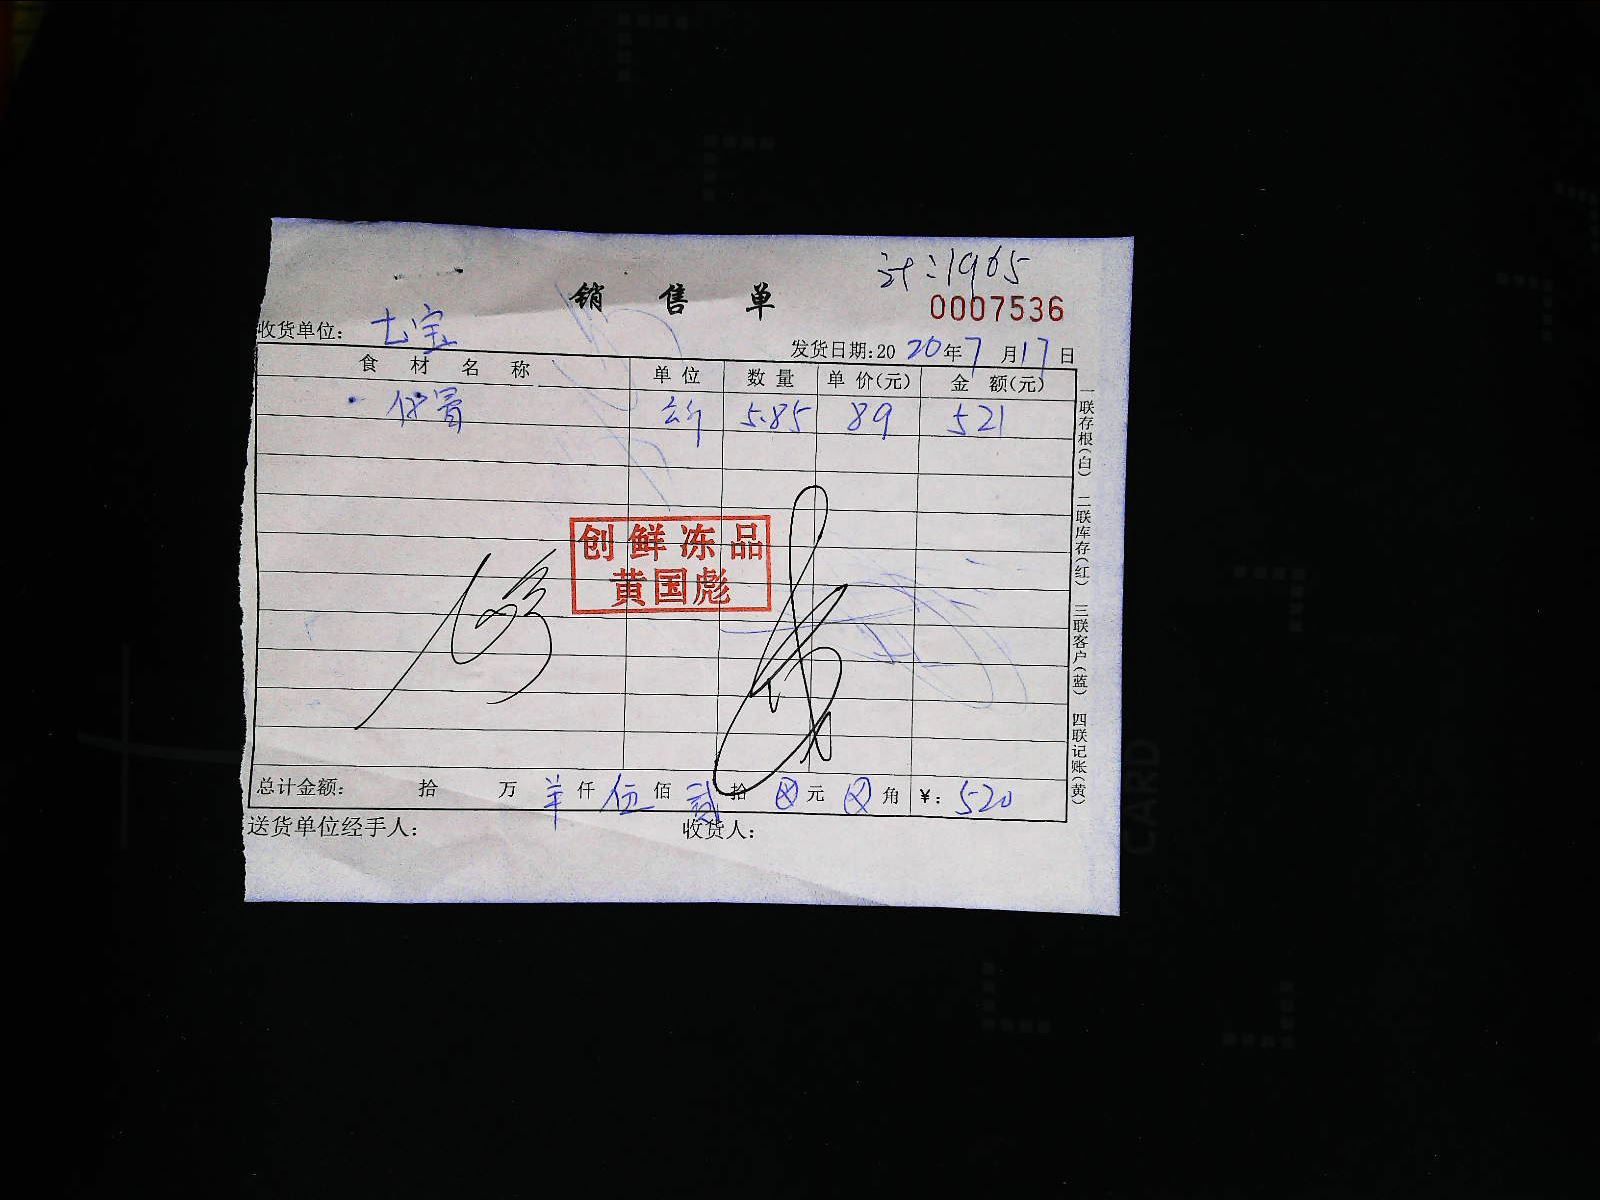 计:1965
销售单
0007536
收货单位: 七宝
发货日期:2020年7月17日
食材名称 单位 数量 单价(元) 金额(元)
斤 5.85 89 521
创鲜冻品
黄国彪
总计金额: 拾 万 仟 伍佰 贰拾 ⊗元 ⊗角 ¥:520
送货单位经手人: 收货人:
一联存根(白) 二联库存(红) 三联客户(蓝) 四联记账(黄)
CARD